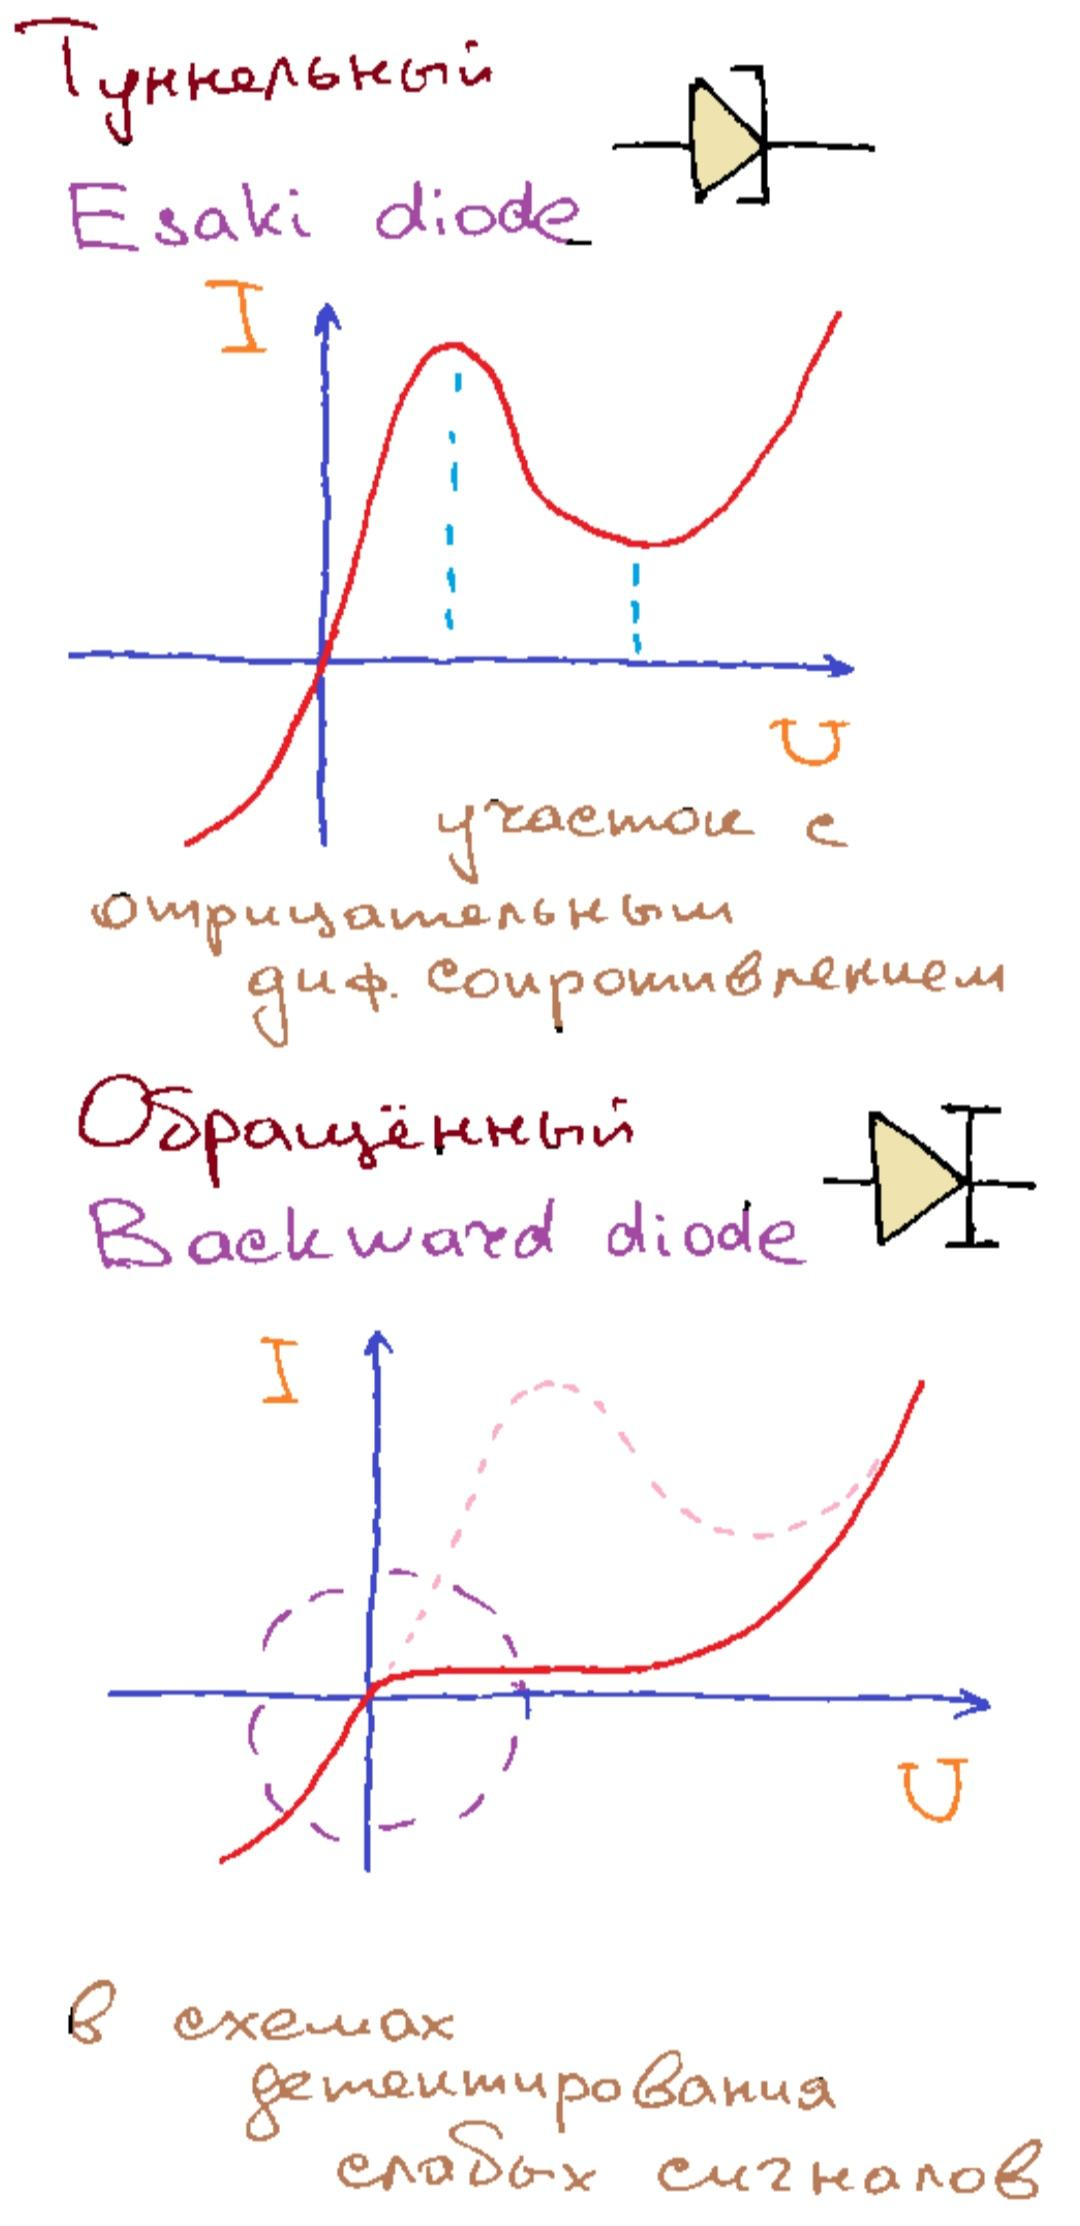 Туннельный
Esaki diode
I
U
участок с
отрицательным
диф. сопротивлением
Обращённый
Backward diode
I
U
в схемах
детектирования
слабых сигналов